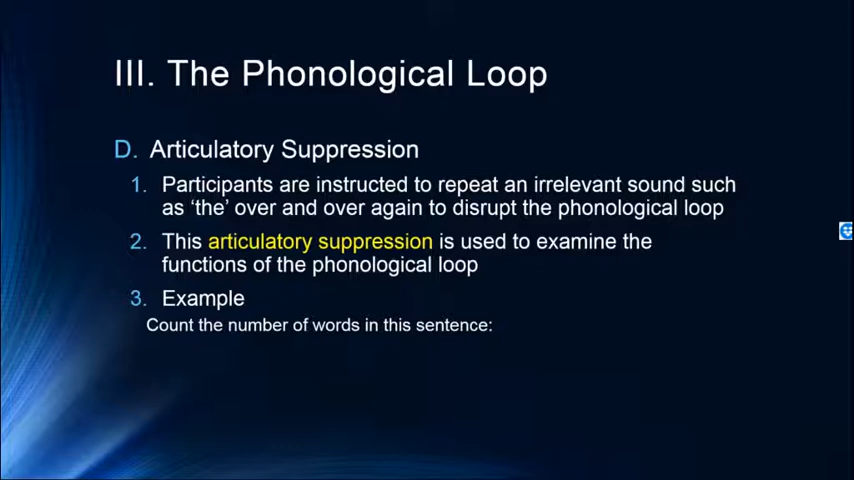 III. The Phonological Loop
D. Articulatory Suppression
1. Participants are instructed to repeat an irrelevant sound such
as ‘the’ over and over again to disrupt the phonological loop
2. This articulatory suppression is used to examine the
functions of the phonological loop
3. Example
Count the number of words in this sentence: